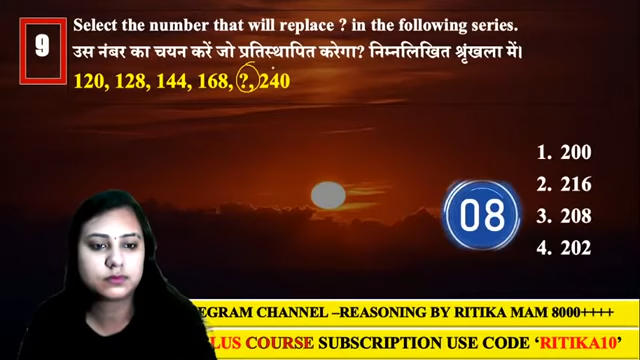 9
Select the number that will replace ? in the following series.
उस नंबर का चयन करें जो प्रतिस्थापित करेगा? निम्नलिखित श्रृंखला में।
120, 128, 144, 168, ?, 240
1. 200
2. 216
08
3. 208
4. 202
EGRAM CHANNEL –REASONING BY RITIKA MAM 8000++++
LUS COURSE SUBSCRIPTION USE CODE ‘RITIKA10’